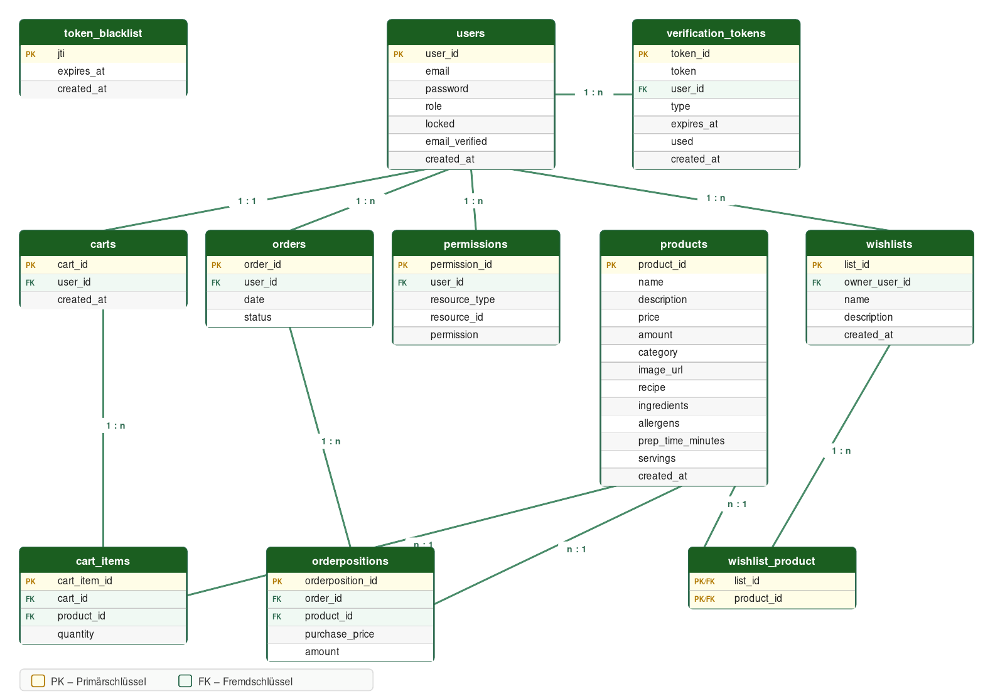 token_blacklist
PK jti
expires_at
created_at
users
PK user_id
email
password
role
locked
email_verified
created_at
1 : n
verification_tokens
PK token_id
token
FK user_id
type
expires_at
used
created_at
1 : 1
1 : n
1 : n
1 : n
carts
PK cart_id
FK user_id
created_at
orders
PK order_id
FK user_id
date
status
permissions
PK permission_id
FK user_id
resource_type
resource_id
permission
products
PK product_id
name
description
price
amount
category
image_url
recipe
ingredients
allergens
prep_time_minutes
servings
created_at
wishlists
PK list_id
FK owner_user_id
name
description
created_at
1 : n
1 : n
1 : n
n : 1
n : 1
n : 1
cart_items
PK cart_item_id
FK cart_id
FK product_id
quantity
orderpositions
PK orderposition_id
FK order_id
FK product_id
purchase_price
amount
wishlist_product
PK/FK list_id
PK/FK product_id
PK – Primärschlüssel FK – Fremdschlüssel